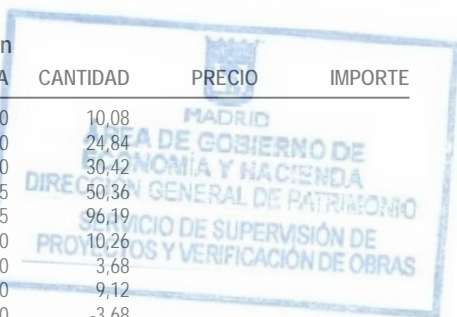 n
A CANTIDAD PRECIO IMPORTE
0 10,08
0 24,84
0 30,42
5 50,36
5 96,19
0 10,26
0 3,68
0 9,12
0 -3,68
MADRID
ÁREA DE GOBIERNO DE
ECONOMÍA Y HACIENDA
DIRECCIÓN GENERAL DE PATRIMONIO
SERVICIO DE SUPERVISIÓN DE
PROYECTOS Y VERIFICACIÓN DE OBRAS